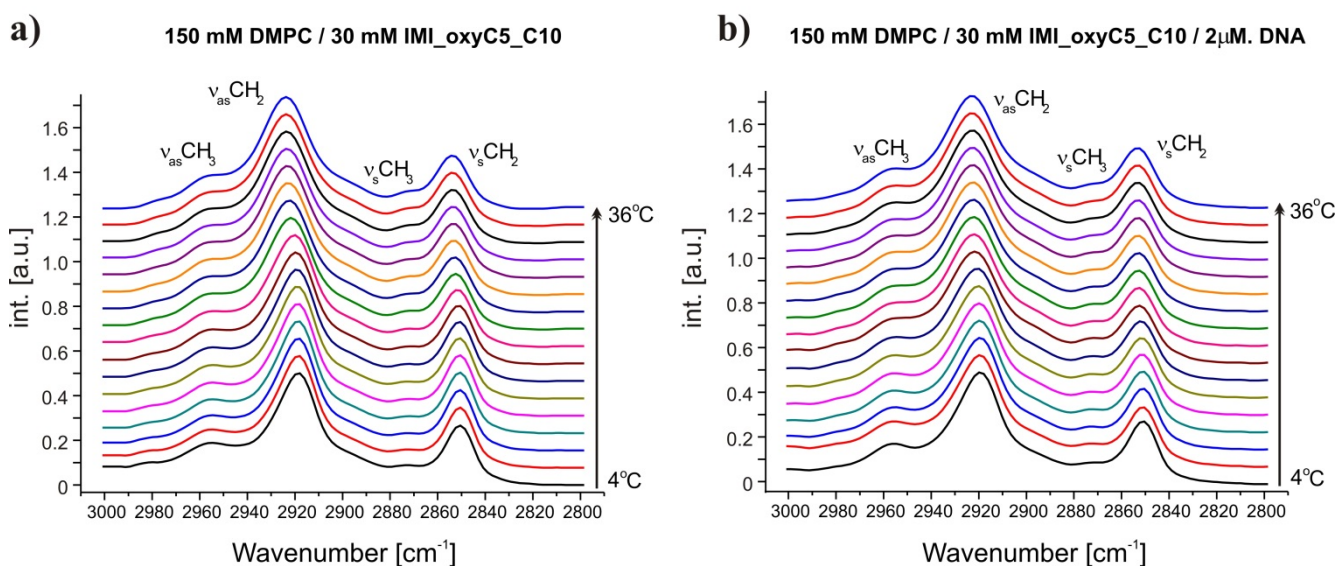 a) 150 mM DMPC / 30 mM IMI_oxyC5_C10
νasCH2
νasCH3
νsCH3
νsCH2
1.6
1.4
1.2
1.0
0.8
0.6
0.4
0.2
0
int. [a.u.]
36°C
4°C
3000 2980 2960 2940 2920 2900 2880 2860 2840 2820 2800
Wavenumber [cm-1]
b) 150 mM DMPC / 30 mM IMI_oxyC5_C10 / 2μM. DNA
νasCH2
νasCH3
νsCH3
νsCH2
1.6
1.4
1.2
1.0
0.8
0.6
0.4
0.2
0
int. [a.u.]
36°C
4°C
3000 2980 2960 2940 2920 2900 2880 2860 2840 2820 2800
Wavenumber [cm-1]